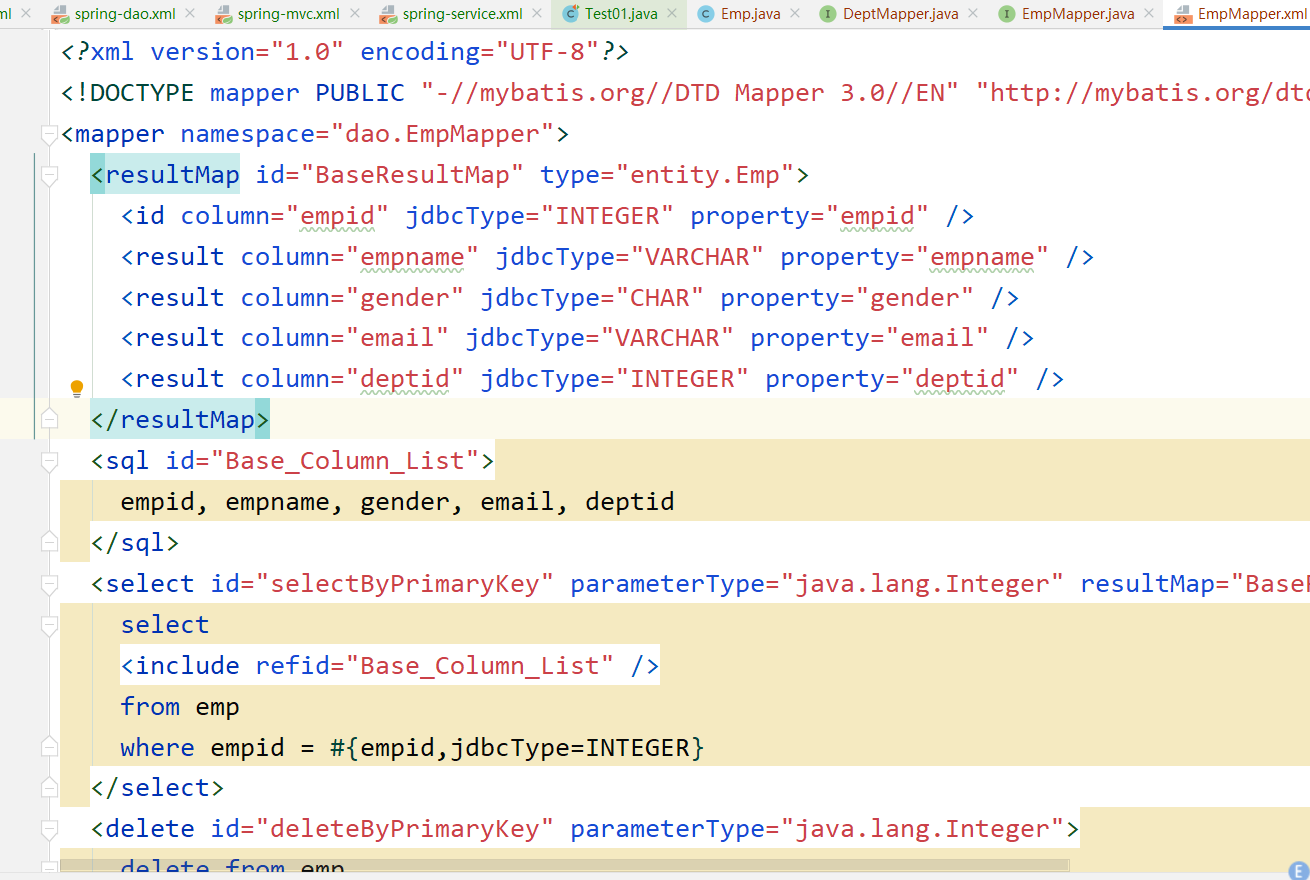 ml spring-dao.xml spring-mvc.xml spring-service.xml Test01.java Emp.java DeptMapper.java EmpMapper.java EmpMapper.xml
<?xml version="1.0" encoding="UTF-8"?>
<!DOCTYPE mapper PUBLIC "-//mybatis.org//DTD Mapper 3.0//EN" "http://mybatis.org/dtd
<mapper namespace="dao.EmpMapper">
<resultMap id="BaseResultMap" type="entity.Emp">
<id column="empid" jdbcType="INTEGER" property="empid" />
<result column="empname" jdbcType="VARCHAR" property="empname" />
<result column="gender" jdbcType="CHAR" property="gender" />
<result column="email" jdbcType="VARCHAR" property="email" />
<result column="deptid" jdbcType="INTEGER" property="deptid" />
</resultMap>
<sql id="Base_Column_List">
empid, empname, gender, email, deptid
</sql>
<select id="selectByPrimaryKey" parameterType="java.lang.Integer" resultMap="Base
select
<include refid="Base_Column_List" />
from emp
where empid = #{empid,jdbcType=INTEGER}
</select>
<delete id="deleteByPrimaryKey" parameterType="java.lang.Integer">
delete from emp
E